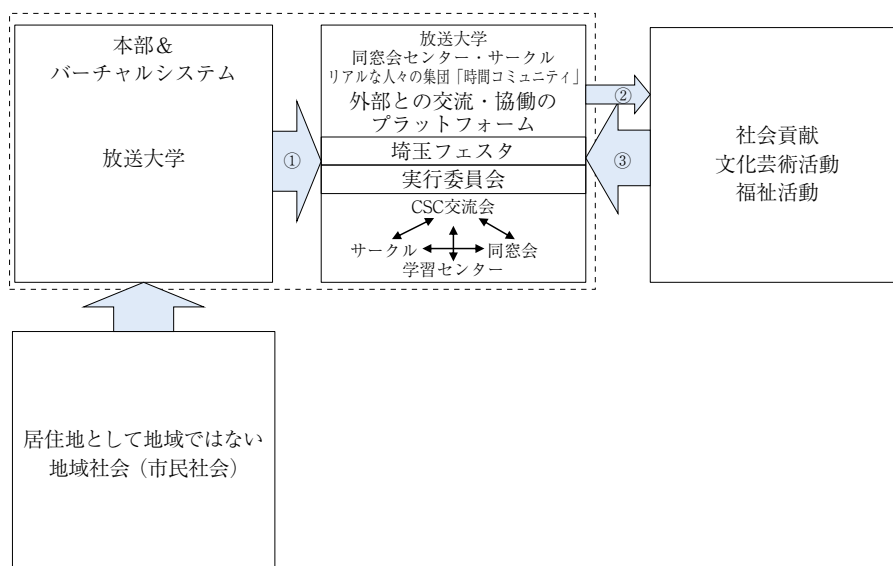 本部＆
バーチャルシステム
放送大学
①
放送大学
同窓会センター・サークル
リアルな人々の集団「時間コミュニティ」
外部との交流・協働の
プラットフォーム
埼玉フェスタ
実行委員会
CSC交流会
サークル
同窓会
学習センター
②
③
社会貢献
文化芸術活動
福祉活動
居住地として地域ではない
地域社会（市民社会）